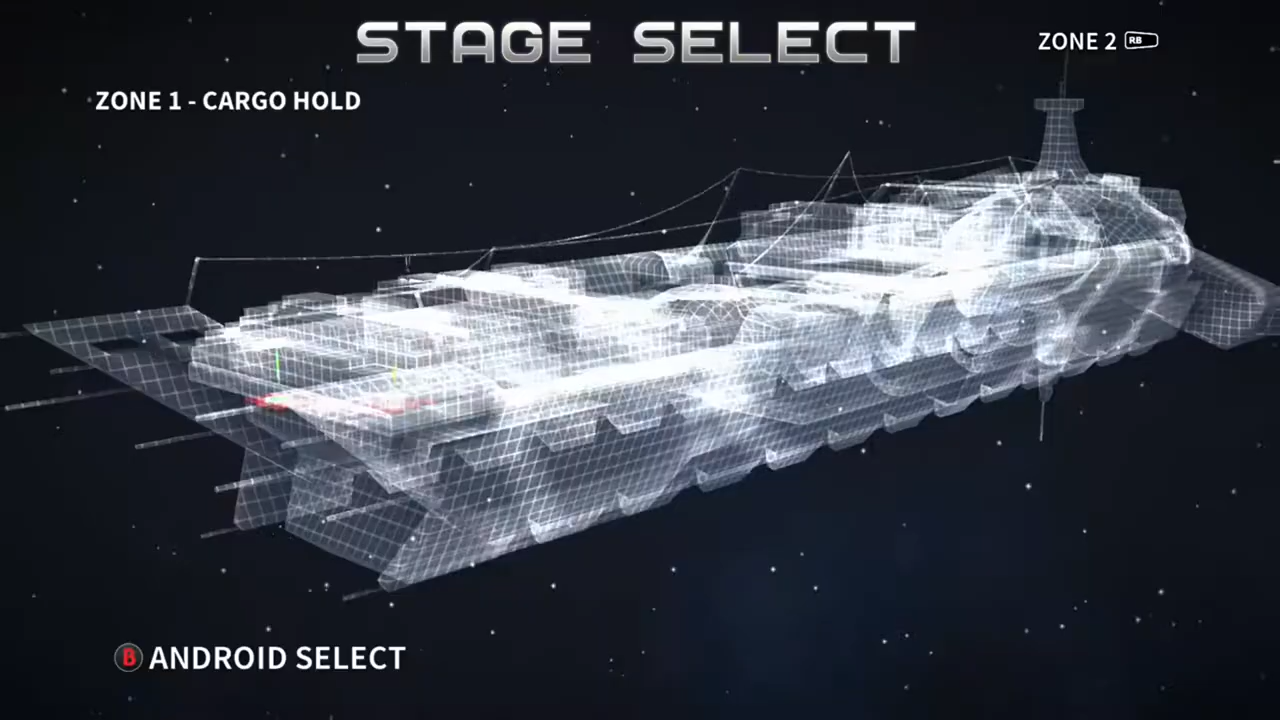 STAGE SELECT
ZONE 2 RB
ZONE 1 - CARGO HOLD
B ANDROID SELECT